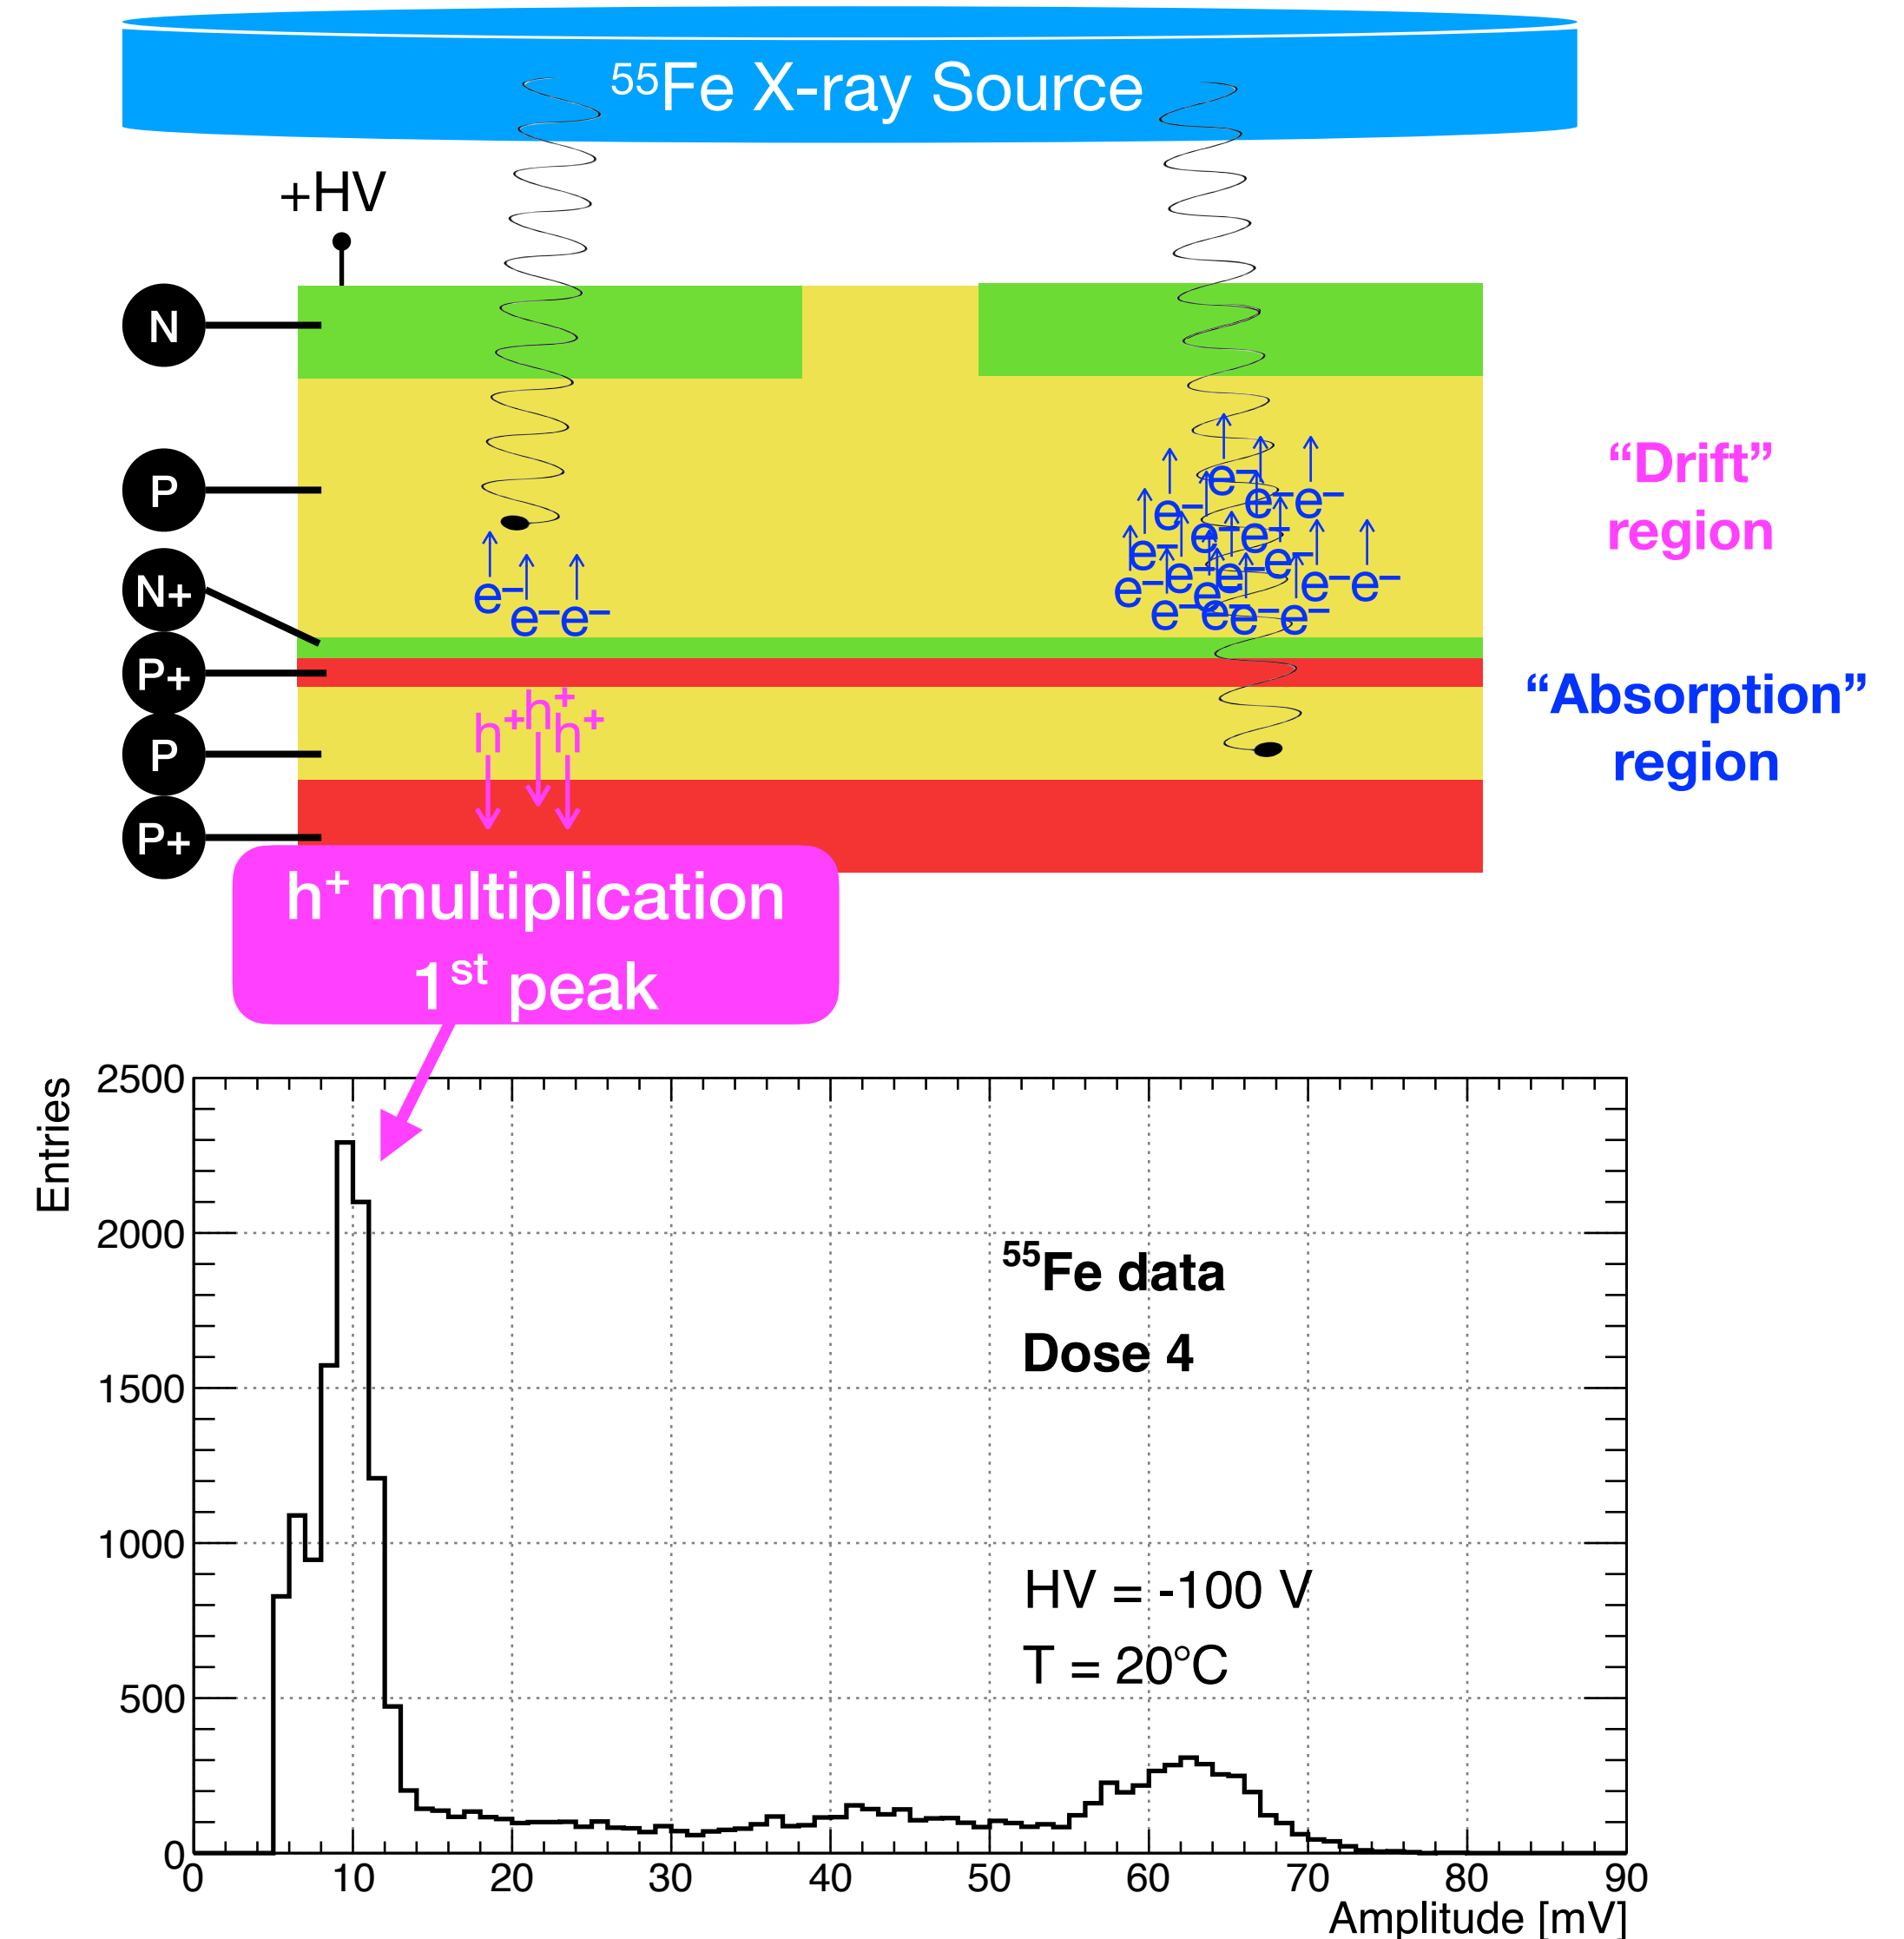 ⁵⁵Fe X-ray Source
+HV
N
P
N+
P+
P
P+
“Drift”
region
“Absorption”
region
e⁻ e⁻ e⁻
e⁻ e⁻ e⁻ e⁻ e⁻ e⁻ e⁻ e⁻ e⁻ e⁻ e⁻ e⁻ e⁻ e⁻ e⁻ e⁻ e⁻
h⁺ h⁺ h⁺
h⁺ multiplication
1ˢᵗ peak
Entries
2500
2000
1500
1000
500
0
⁵⁵Fe data
Dose 4
HV = -100 V
T = 20°C
0 10 20 30 40 50 60 70 80 90
Amplitude [mV]